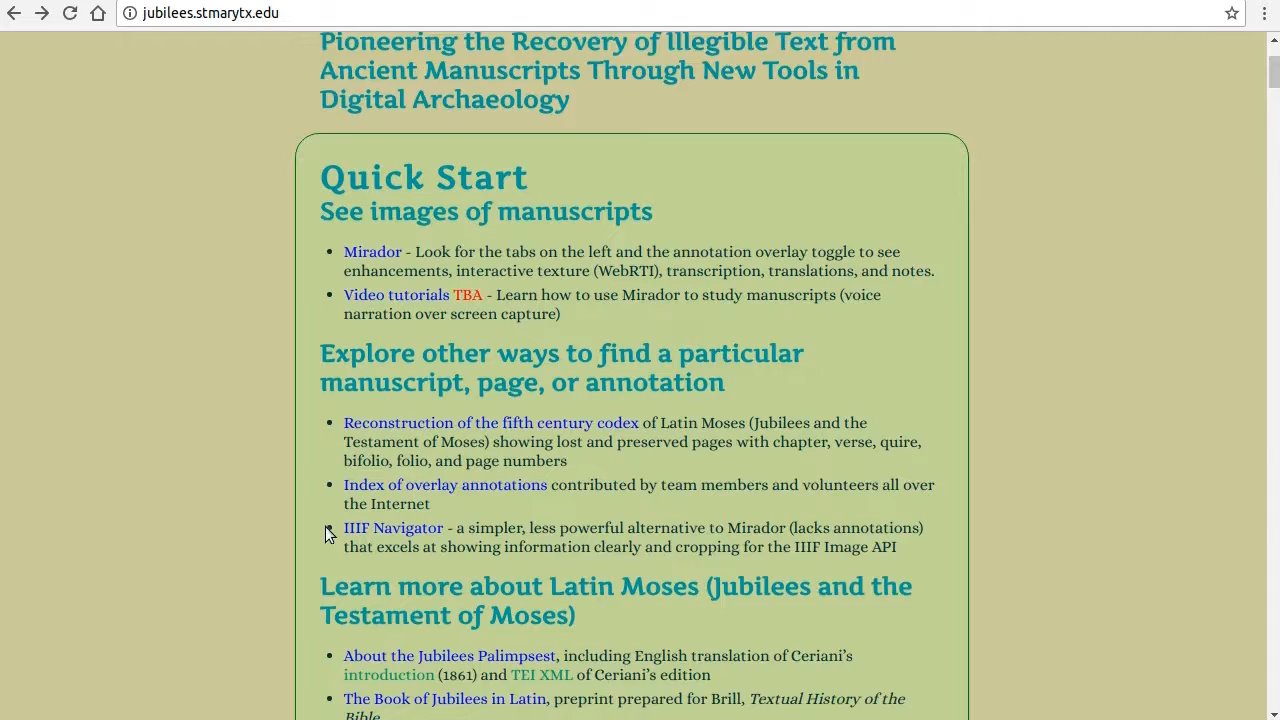 jubilees.stmarytx.edu
Pioneering the Recovery of Illegible Text from
Ancient Manuscripts Through New Tools in
Digital Archaeology
Quick Start
See images of manuscripts
• Mirador - Look for the tabs on the left and the annotation overlay toggle to see
enhancements, interactive texture (WebRTI), transcription, translations, and notes.
• Video tutorials TBA - Learn how to use Mirador to study manuscripts (voice
narration over screen capture)
Explore other ways to find a particular
manuscript, page, or annotation
• Reconstruction of the fifth century codex of Latin Moses (Jubilees and the
Testament of Moses) showing lost and preserved pages with chapter, verse, quire,
bifolio, folio, and page numbers
• Index of overlay annotations contributed by team members and volunteers all over
the Internet
• IIIF Navigator - a simpler, less powerful alternative to Mirador (lacks annotations)
that excels at showing information clearly and cropping for the IIIF Image API
Learn more about Latin Moses (Jubilees and the
Testament of Moses)
• About the Jubilees Palimpsest, including English translation of Ceriani's
introduction (1861) and TEI XML of Ceriani's edition
• The Book of Jubilees in Latin, preprint prepared for Brill, Textual History of the
Bible